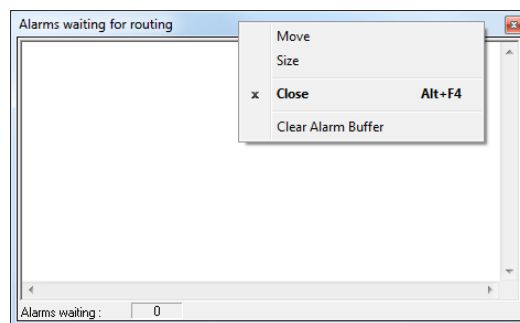 Alarms waiting for routing
Move
Size
x Close Alt+F4
Clear Alarm Buffer
Alarms waiting : 0